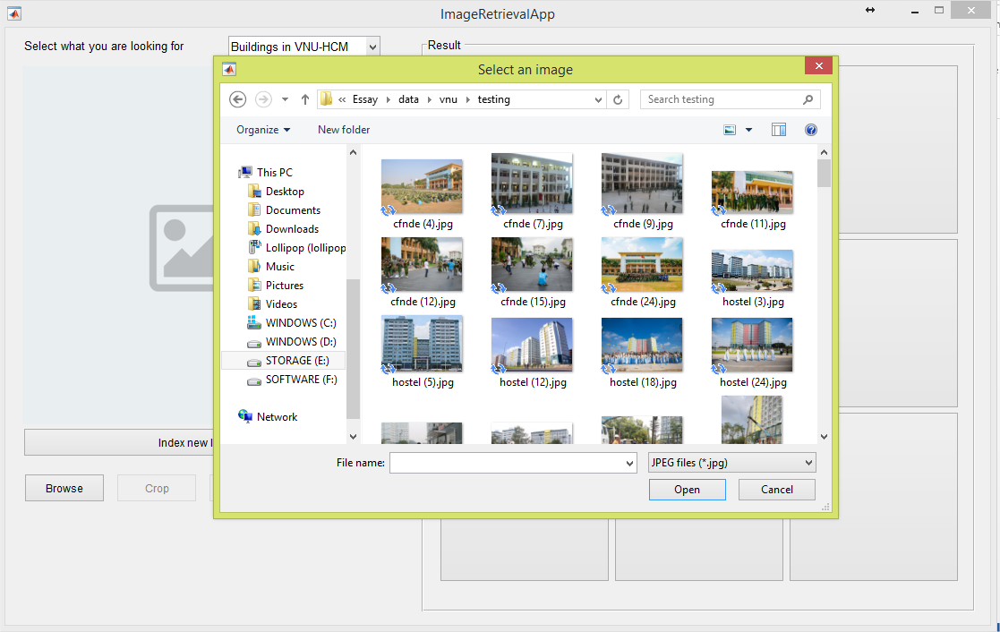 ImageRetrievalApp
Select what you are looking for
Buildings in VNU-HCM
Result
Select an image
« Essay data vnu testing
Search testing
Organize
New folder
This PC
Desktop
Documents
Downloads
Lollipop (lollipop
Music
Pictures
Videos
WINDOWS (C:)
WINDOWS (D:)
STORAGE (E:)
SOFTWARE (F:)
Network
cfnde (4).jpg
cfnde (7).jpg
cfnde (9).jpg
cfnde (11).jpg
cfnde (12).jpg
cfnde (15).jpg
cfnde (24).jpg
hostel (3).jpg
hostel (5).jpg
hostel (12).jpg
hostel (18).jpg
hostel (24).jpg
Index new
File name:
JPEG files (*.jpg)
Open
Cancel
Browse
Crop